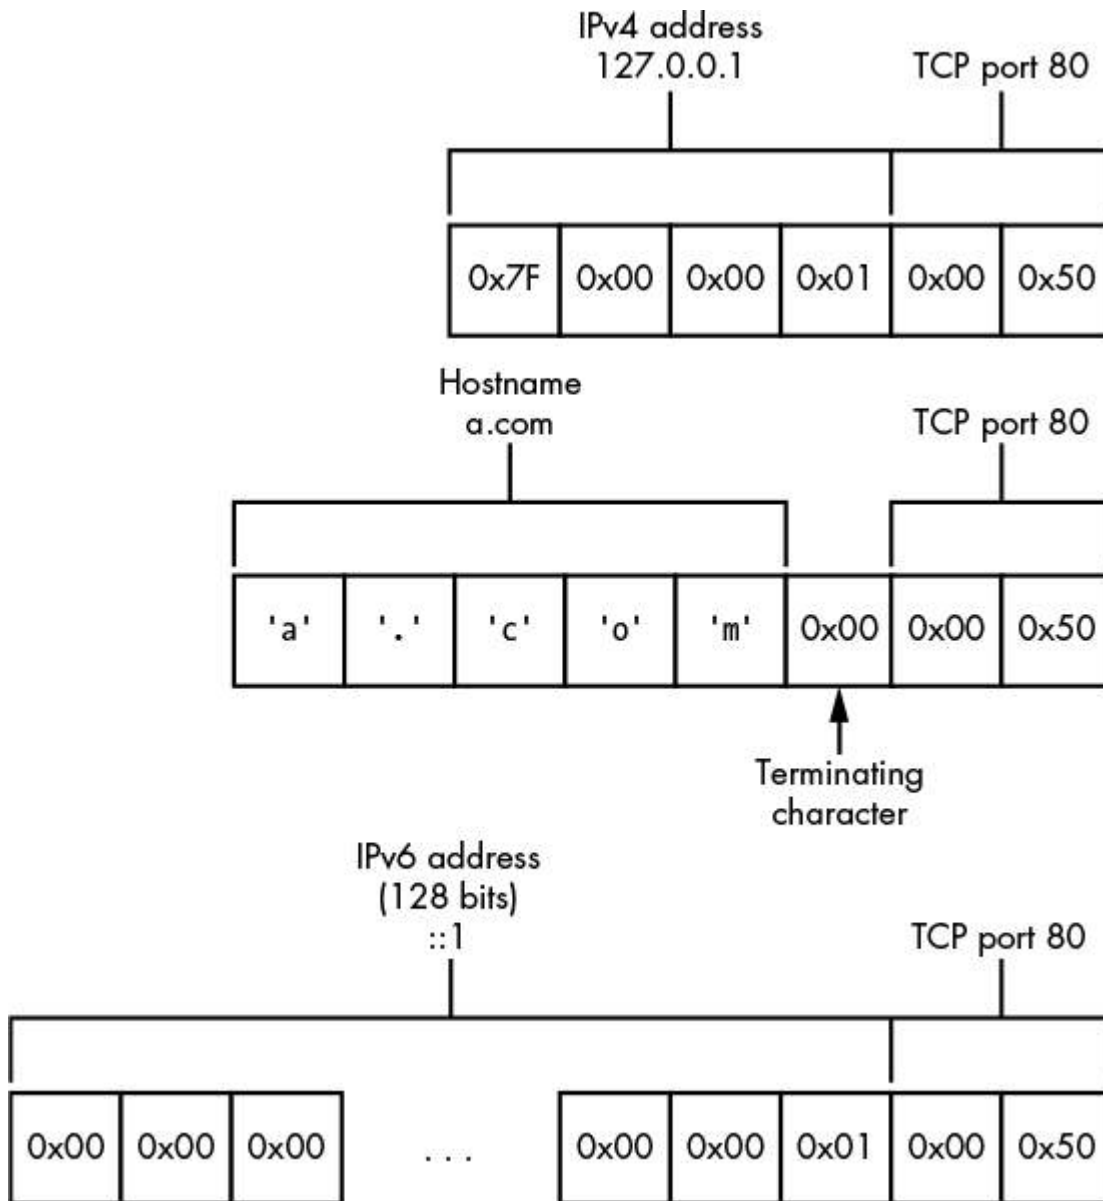 IPv4 address
127.0.0.1
TCP port 80
0x7F 0x00 0x00 0x01 0x00 0x50
Hostname
a.com
TCP port 80
'a' '.' 'c' 'o' 'm' 0x00 0x00 0x50
Terminating
character
IPv6 address
(128 bits)
::1
TCP port 80
0x00 0x00 0x00 ... 0x00 0x00 0x01 0x00 0x50